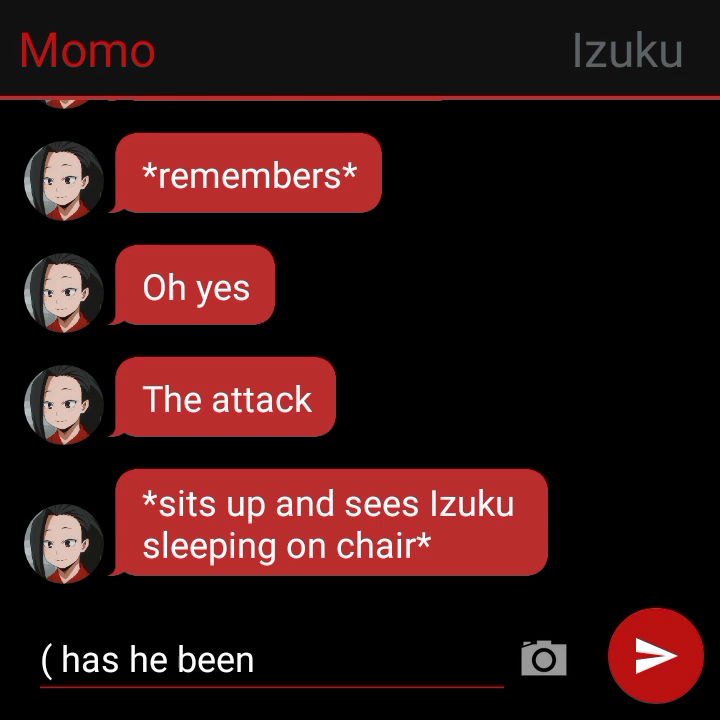 Momo Izuku
*remembers*
Oh yes
The attack
*sits up and sees Izuku
sleeping on chair*
( has he been